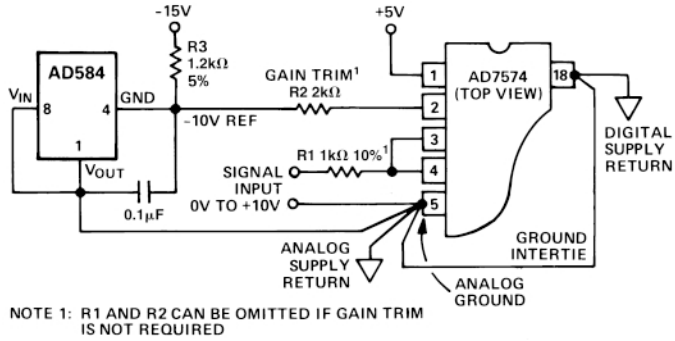 -15V
+5V
R3
1.2kΩ
5%
AD584
VIN
8
4
GND
1
VOUT
0.1μF
-10V REF
GAIN TRIM1
R2 2kΩ
1
2
3
4
5
AD7574
(TOP VIEW)
18
DIGITAL
SUPPLY
RETURN
R1 1kΩ 10%1
SIGNAL
INPUT
0V TO +10V
ANALOG
SUPPLY
RETURN
GROUND
INTERTIE
ANALOG
GROUND
NOTE 1: R1 AND R2 CAN BE OMITTED IF GAIN TRIM
IS NOT REQUIRED